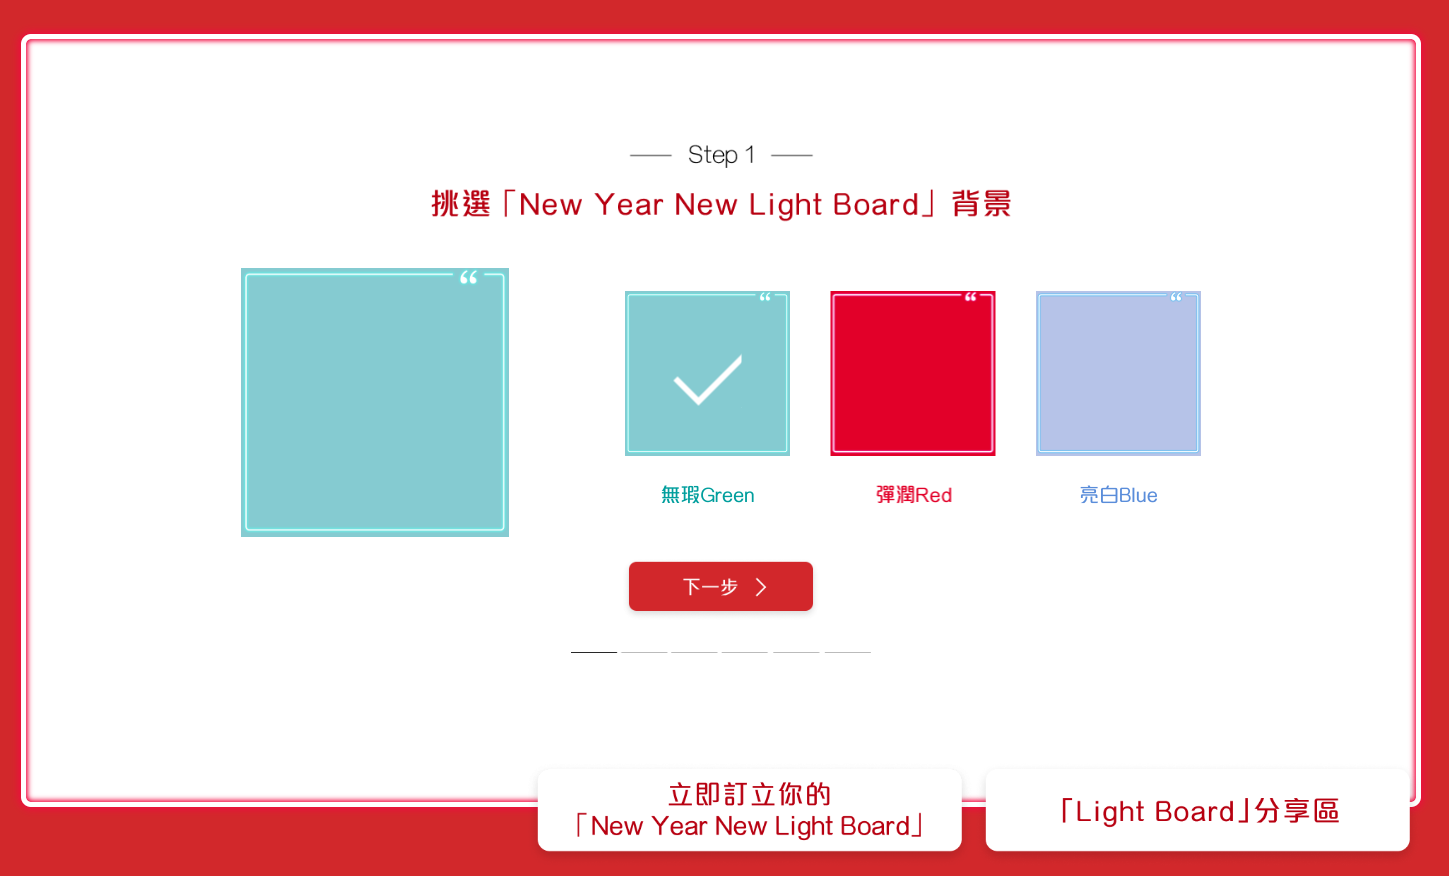 Step 1
挑選「New Year New Light Board」背景
無瑕Green
彈潤Red
亮白Blue
下一步
立即訂立你的
「New Year New Light Board」
「Light Board」分享區